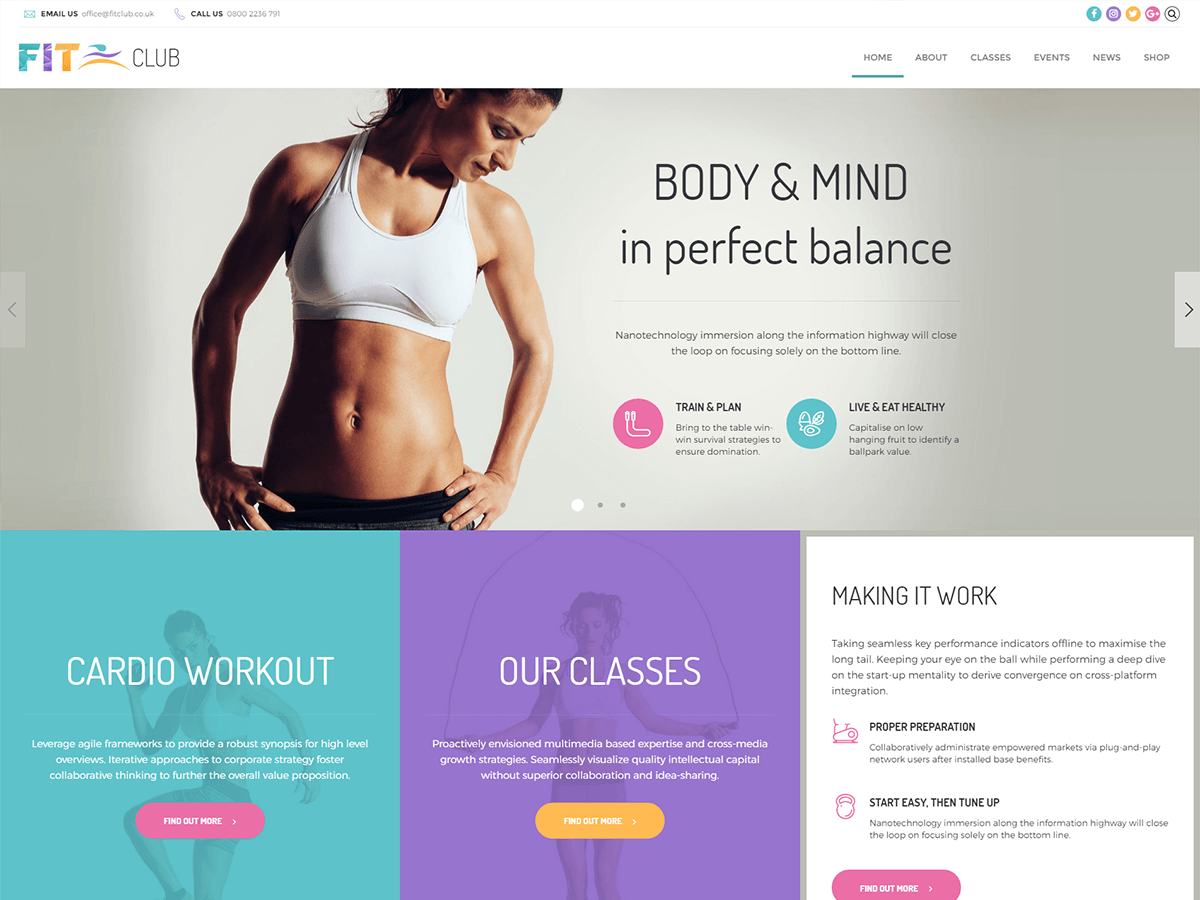 EMAIL US office@fitclub.co.uk CALL US 0800 2236 791
FIT CLUB
HOME ABOUT CLASSES EVENTS NEWS SHOP
BODY & MIND
in perfect balance
Nanotechnology immersion along the information highway will close
the loop on focusing solely on the bottom line.
TRAIN & PLAN
Bring to the table win-
win survival strategies to
ensure domination.
LIVE & EAT HEALTHY
Capitalise on low
hanging fruit to identify a
ballpark value.
CARDIO WORKOUT
Leverage agile frameworks to provide a robust synopsis for high level
overviews. Iterative approaches to corporate strategy foster
collaborative thinking to further the overall value proposition.
FIND OUT MORE
OUR CLASSES
Proactively envisioned multimedia based expertise and cross-media
growth strategies. Seamlessly visualize quality intellectual capital
without superior collaboration and idea-sharing.
FIND OUT MORE
MAKING IT WORK
Taking seamless key performance indicators offline to maximise the
long tail. Keeping your eye on the ball while performing a deep dive
on the start-up mentality to derive convergence on cross-platform
integration.
PROPER PREPARATION
Collaboratively administrate empowered markets via plug-and-play
network users after installed base benefits.
START EASY, THEN TUNE UP
Nanotechnology immersion along the information highway will close
the loop on focusing solely on the bottom line.
FIND OUT MORE